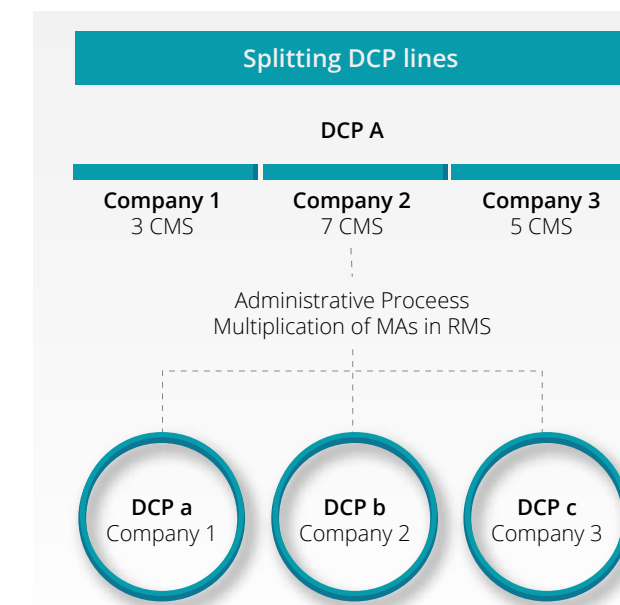 Splitting DCP lines
DCP A
Company 1
3 CMS
Company 2
7 CMS
Company 3
5 CMS
Administrative Proceess
Multiplication of MAs in RMS
DCP a
Company 1
DCP b
Company 2
DCP c
Company 3